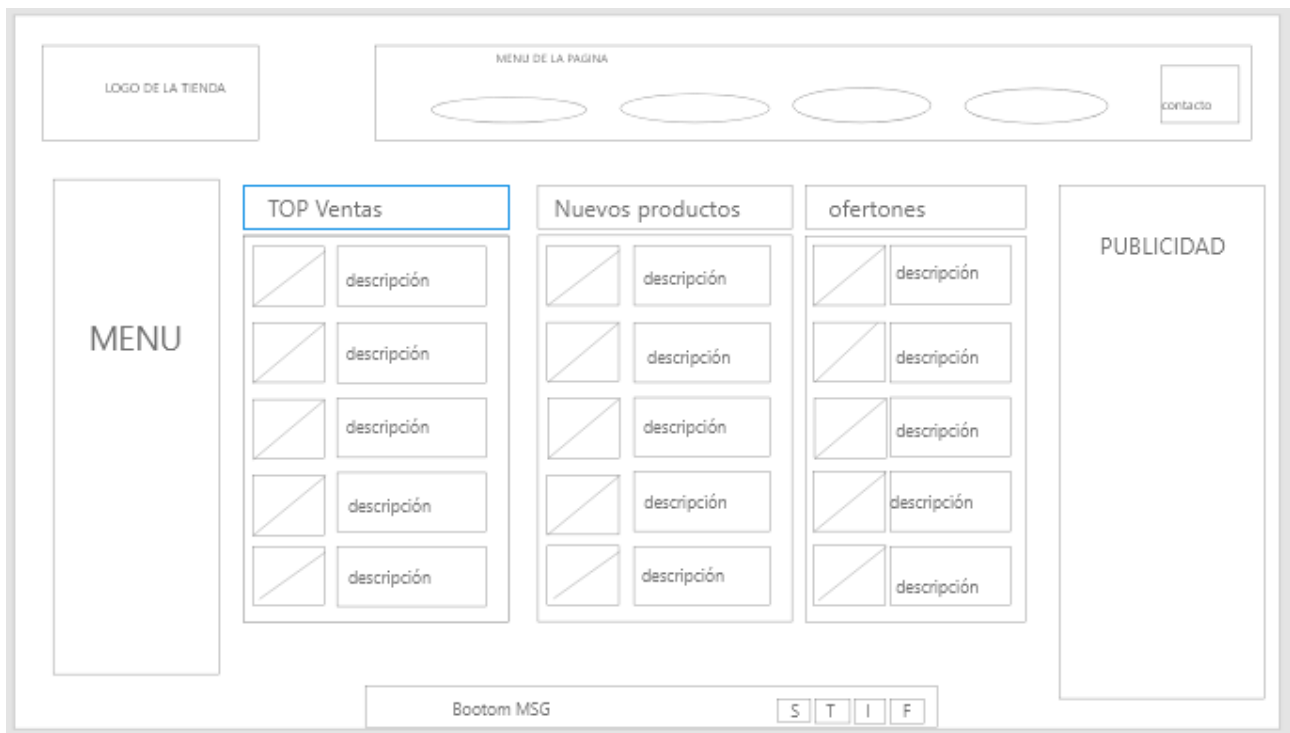 LOGO DE LA TIENDA
MENU DE LA PAGINA
contacto
MENU
TOP Ventas
descripción
descripción
descripción
descripción
descripción
Nuevos productos
descripción
descripción
descripción
descripción
descripción
ofertones
descripción
descripción
descripción
descripción
descripción
PUBLICIDAD
Bootom MSG
S T I F